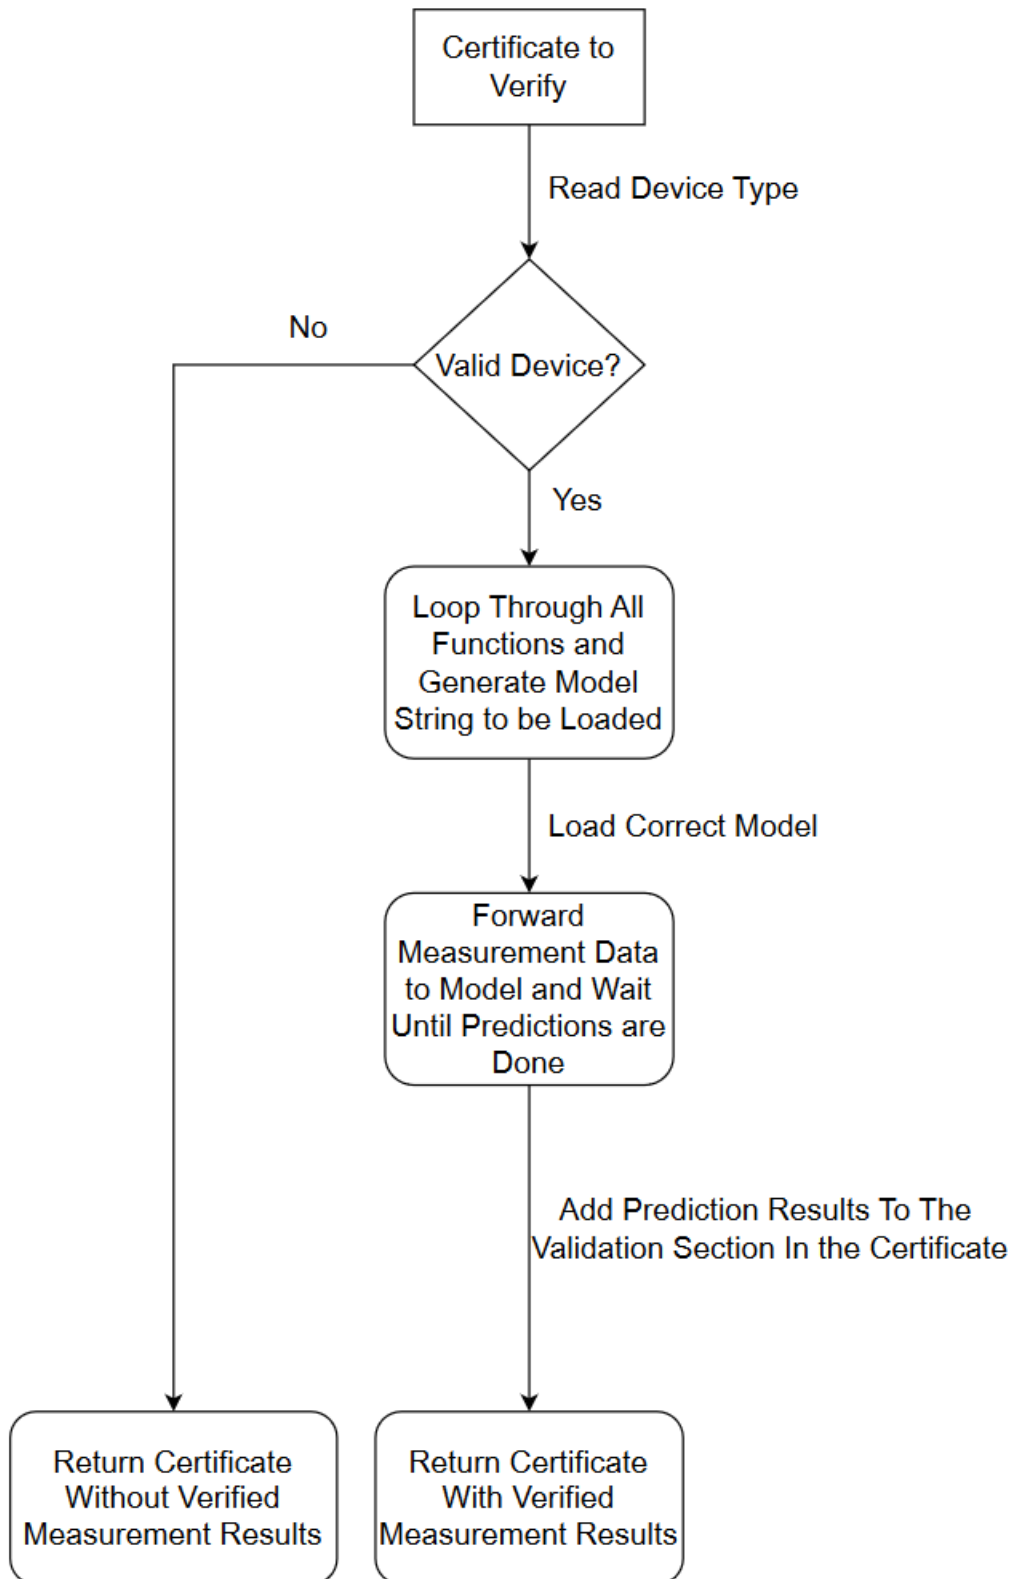 Certificate to
Verify
Read Device Type
No
Valid Device?
Yes
Loop Through All
Functions and
Generate Model
String to be Loaded
Load Correct Model
Forward
Measurement Data
to Model and Wait
Until Predictions are
Done
Add Prediction Results To The
Validation Section In the Certificate
Return Certificate
Without Verified
Measurement Results
Return Certificate
With Verified
Measurement Results